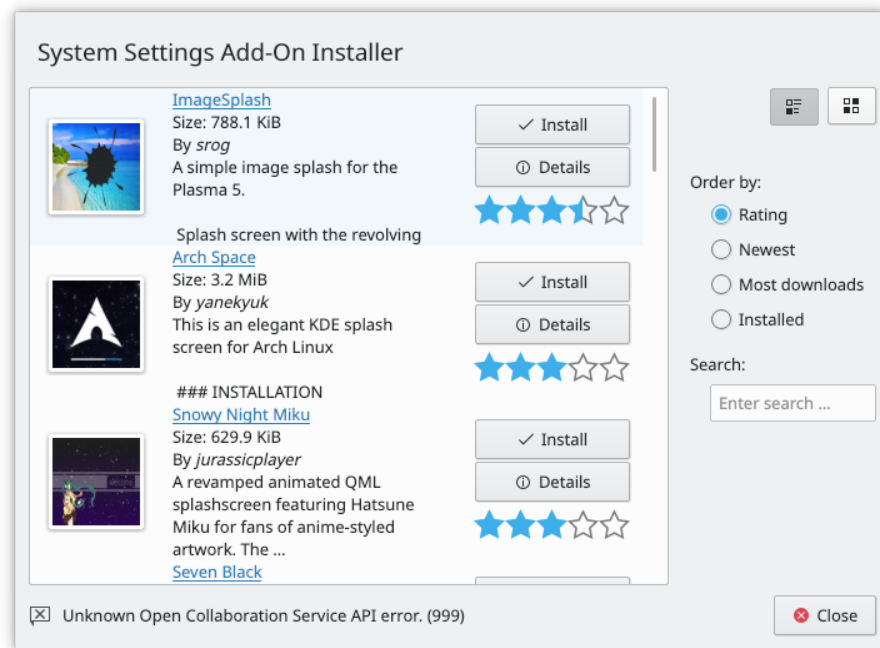 System Settings Add-On Installer
ImageSplash
Size: 788.1 KiB
By srog
A simple image splash for the
Plasma 5.
Splash screen with the revolving
Install
Details
Arch Space
Size: 3.2 MiB
By yanekyuk
This is an elegant KDE splash
screen for Arch Linux
### INSTALLATION
Install
Details
Snowy Night Miku
Size: 629.9 KiB
By jurassicplayer
A revamped animated QML
splashscreen featuring Hatsune
Miku for fans of anime-styled
artwork. The ...
Install
Details
Seven Black
Order by:
Rating
Newest
Most downloads
Installed
Search:
Enter search ...
Unknown Open Collaboration Service API error. (999)
Close